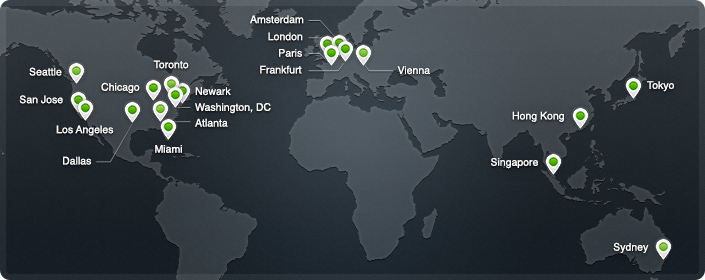 Amsterdam
London
Paris
Frankfurt
Vienna
Seattle
Toronto
Chicago
Newark
San Jose
Washington, DC
Los Angeles
Atlanta
Miami
Dallas
Tokyo
Hong Kong
Singapore
Sydney